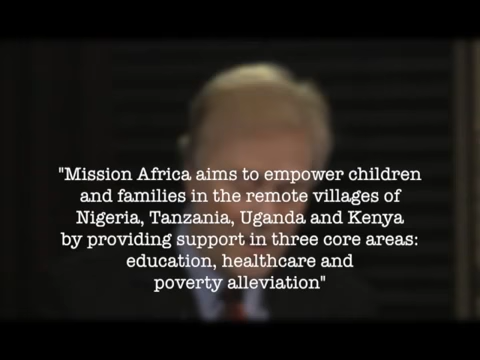 "Mission Africa aims to empower children
and families in the remote villages of
Nigeria, Tanzania, Uganda and Kenya
by providing support in three core areas:
education, healthcare and
poverty alleviation"